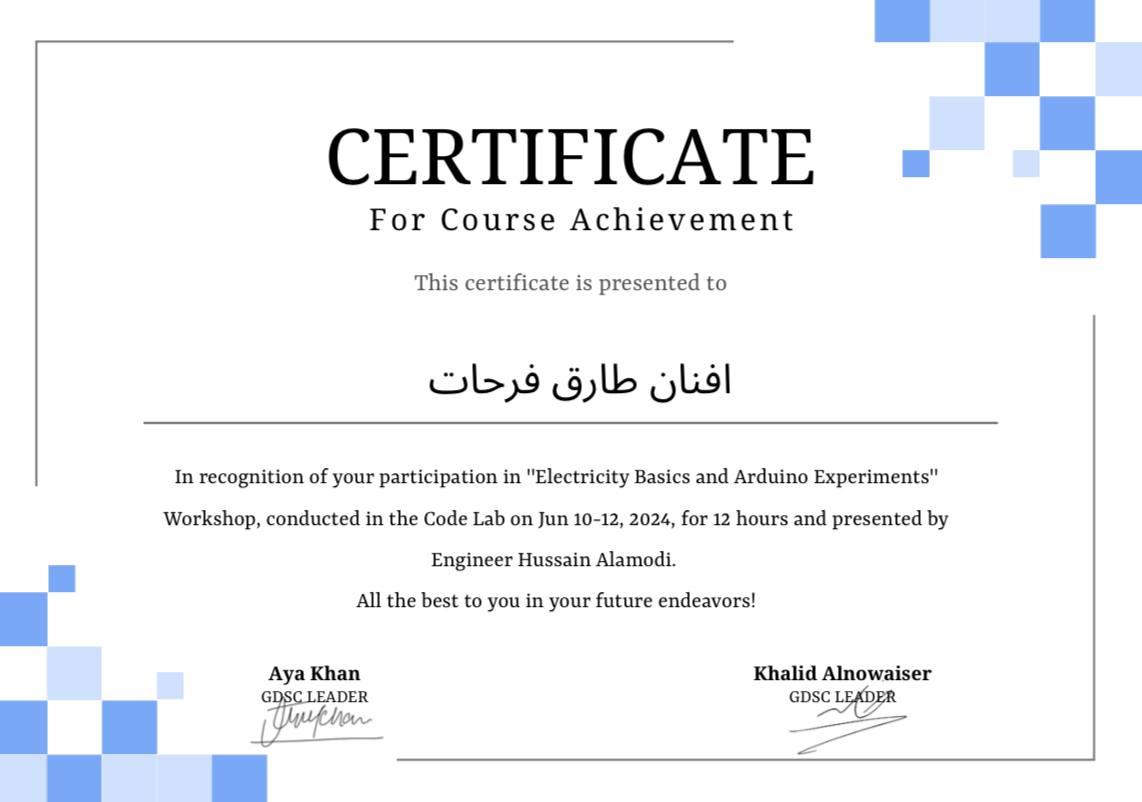 CERTIFICATE
For Course Achievement
This certificate is presented to
افنان طارق فرحات
In recognition of your participation in "Electricity Basics and Arduino Experiments"
Workshop, conducted in the Code Lab on Jun 10-12, 2024, for 12 hours and presented by
Engineer Hussain Alamodi.
All the best to you in your future endeavors!
Aya Khan
GDSC LEADER
Khalid Alnowaiser
GDSC LEADER